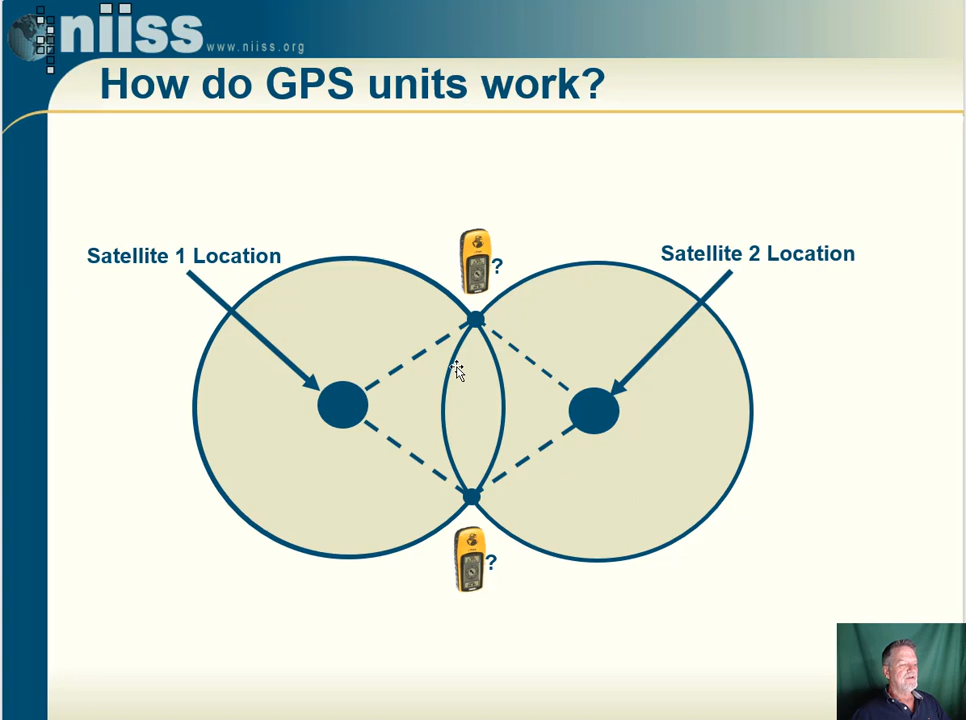 niiss
www.niiss.org
How do GPS units work?
Satellite 1 Location
Satellite 2 Location
?
?